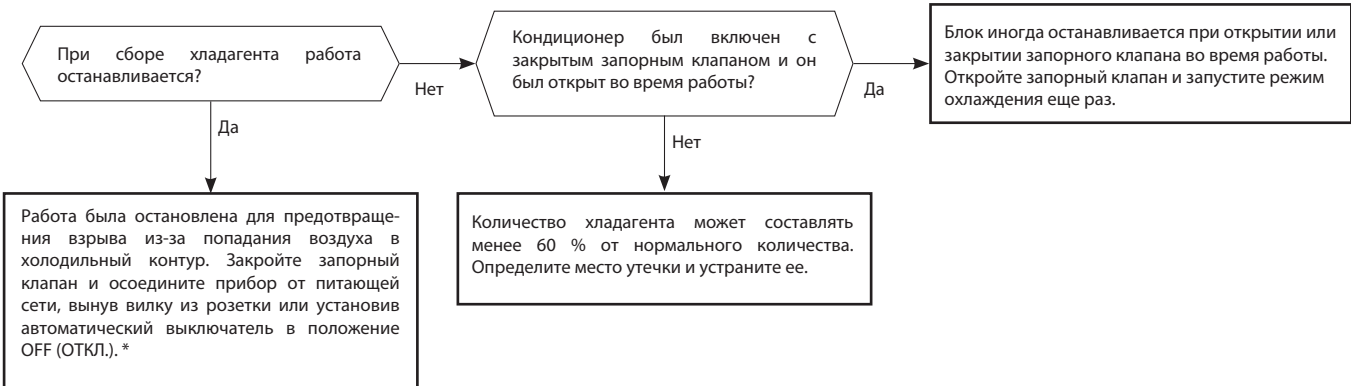 При сборе хладагента работа
останавливается?
Нет
Кондиционер был включен с
закрытым запорным клапаном и он
был открыт во время работы?
Да
Блок иногда останавливается при открытии или
закрытии запорного клапана во время работы.
Откройте запорный клапан и запустите режим
охлаждения еще раз.
Да
Нет
Работа была остановлена для предотвраще-
ния взрыва из-за попадания воздуха в
холодильный контур. Закройте запорный
клапан и осоедините прибор от питающей
сети, вынув вилку из розетки или установив
автоматический выключатель в положение
OFF (ОТКЛ.). *
Количество хладагента может составлять
менее 60 % от нормального количества.
Определите место утечки и устраните ее.